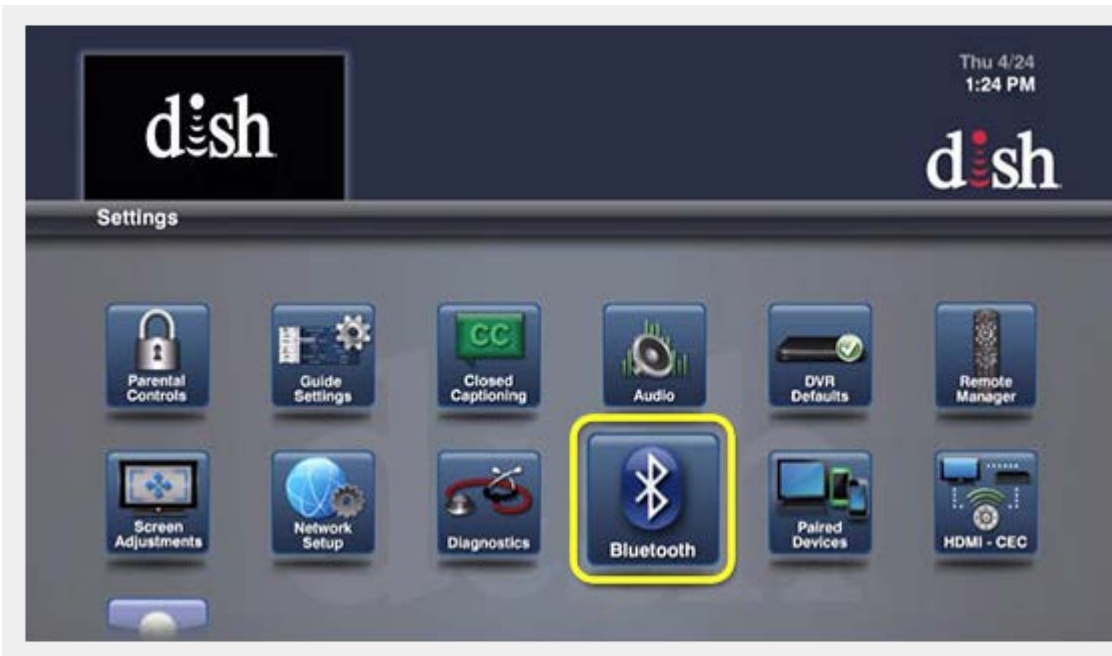 Thu 4/24
1:24 PM
dish
dish
Settings
Parental
Controls
Guide
Settings
CC
Closed
Captioning
Audio
DVR
Defaults
Remote
Manager
Screen
Adjustments
Network
Setup
Diagnostics
Bluetooth
Paired
Devices
HDMI - CEC